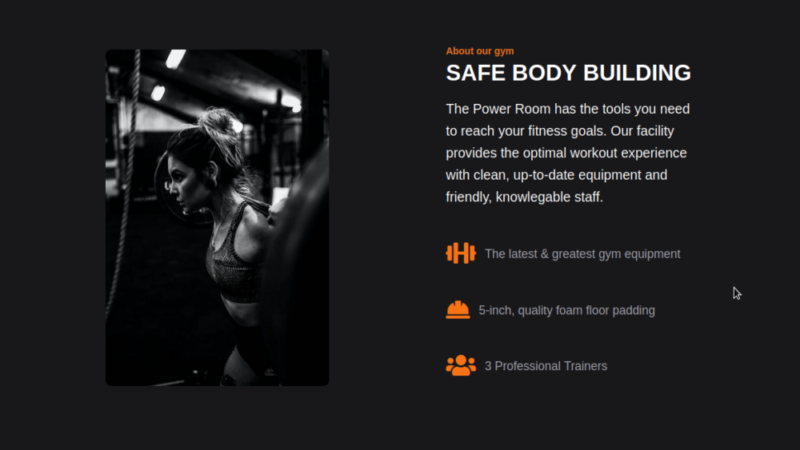 About our gym
SAFE BODY BUILDING
The Power Room has the tools you need
to reach your fitness goals. Our facility
provides the optimal workout experience
with clean, up-to-date equipment and
friendly, knowlegable staff.
The latest & greatest gym equipment
5-inch, quality foam floor padding
3 Professional Trainers